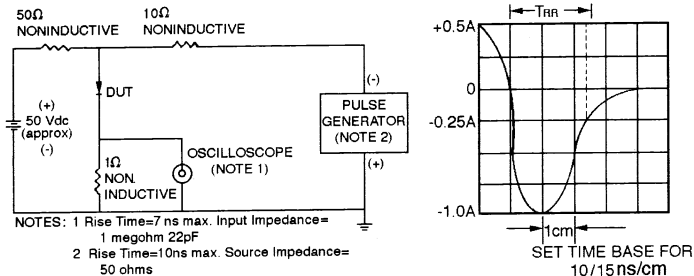 50Ω
NONINDUCTIVE
10Ω
NONINDUCTIVE
(+)
50 Vdc
(approx)
(-)
DUT
1Ω
NON.
INDUCTIVE
OSCILLOSCOPE
(NOTE 1)
(-)
PULSE
GENERATOR
(NOTE 2)
(+)
NOTES: 1 Rise Time=7 ns max. Input Impedance=
1 megohm 22pF
2 Rise Time=10ns max. Source Impedance=
50 ohms
TRR
+0.5A
0
-0.25A
-1.0A
1cm
SET TIME BASE FOR
10/15 ns/cm